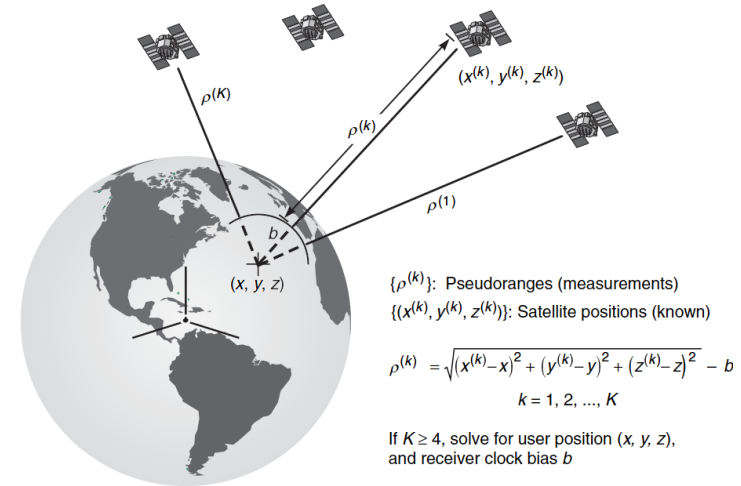 ρ(K)
(x(k), y(k), z(k))
ρ(k)
ρ(1)
b
(x, y, z)
{ρ(k)}: Pseudoranges (measurements)
{(x(k), y(k), z(k))}: Satellite positions (known)
ρ(k) = √(x(k)–x)² + (y(k)–y)² + (z(k)–z)² – b
k = 1, 2, ..., K
If K ≥ 4, solve for user position (x, y, z),
and receiver clock bias b